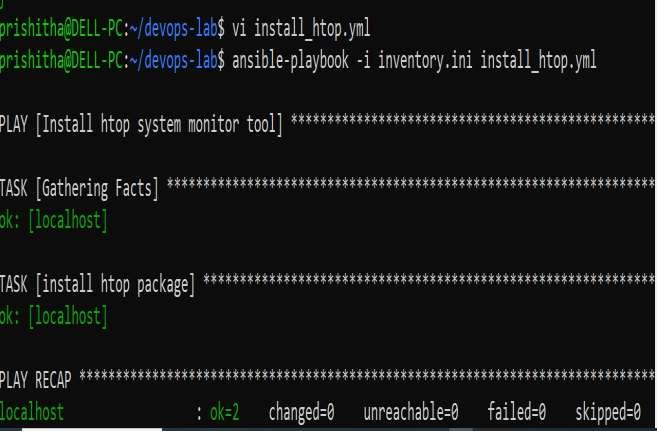 prishitha@DELL-PC:~/devops-lab$ vi install_htop.yml
prishitha@DELL-PC:~/devops-lab$ ansible-playbook -i inventory.ini install_htop.yml
PLAY [Install htop system monitor tool] **************************************************
TASK [Gathering Facts] *******************************************************************
ok: [localhost]
TASK [install htop package] **************************************************************
ok: [localhost]
PLAY RECAP *******************************************************************************
localhost : ok=2 changed=0 unreachable=0 failed=0 skipped=0